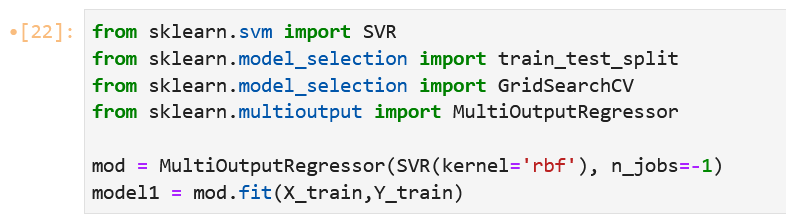 •[22]: from sklearn.svm import SVR
from sklearn.model_selection import train_test_split
from sklearn.model_selection import GridSearchCV
from sklearn.multioutput import MultiOutputRegressor
mod = MultiOutputRegressor(SVR(kernel='rbf'), n_jobs=-1)
model1 = mod.fit(X_train,Y_train)